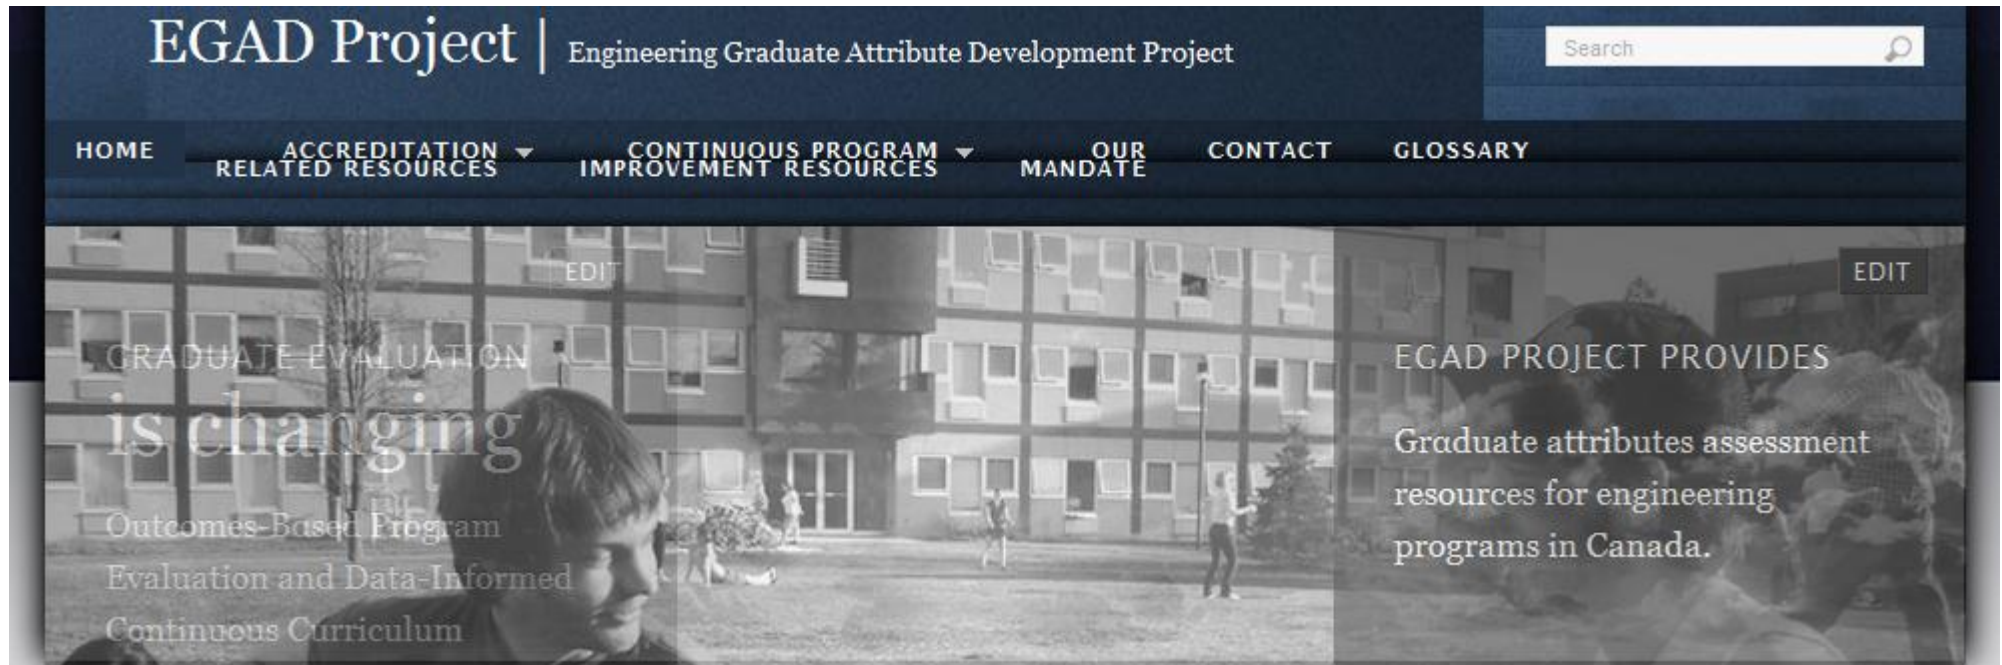 EGAD Project | Engineering Graduate Attribute Development Project
Search
HOME
ACCREDITATION
RELATED RESOURCES
CONTINUOUS PROGRAM
IMPROVEMENT RESOURCES
OUR
MANDATE
CONTACT
GLOSSARY
EDIT
GRADUATE EVALUATION
is changing
Outcomes-Based Program
Evaluation and Data-Informed
Continuous Curriculum
EDIT
EGAD PROJECT PROVIDES
Graduate attributes assessment
resources for engineering
programs in Canada.